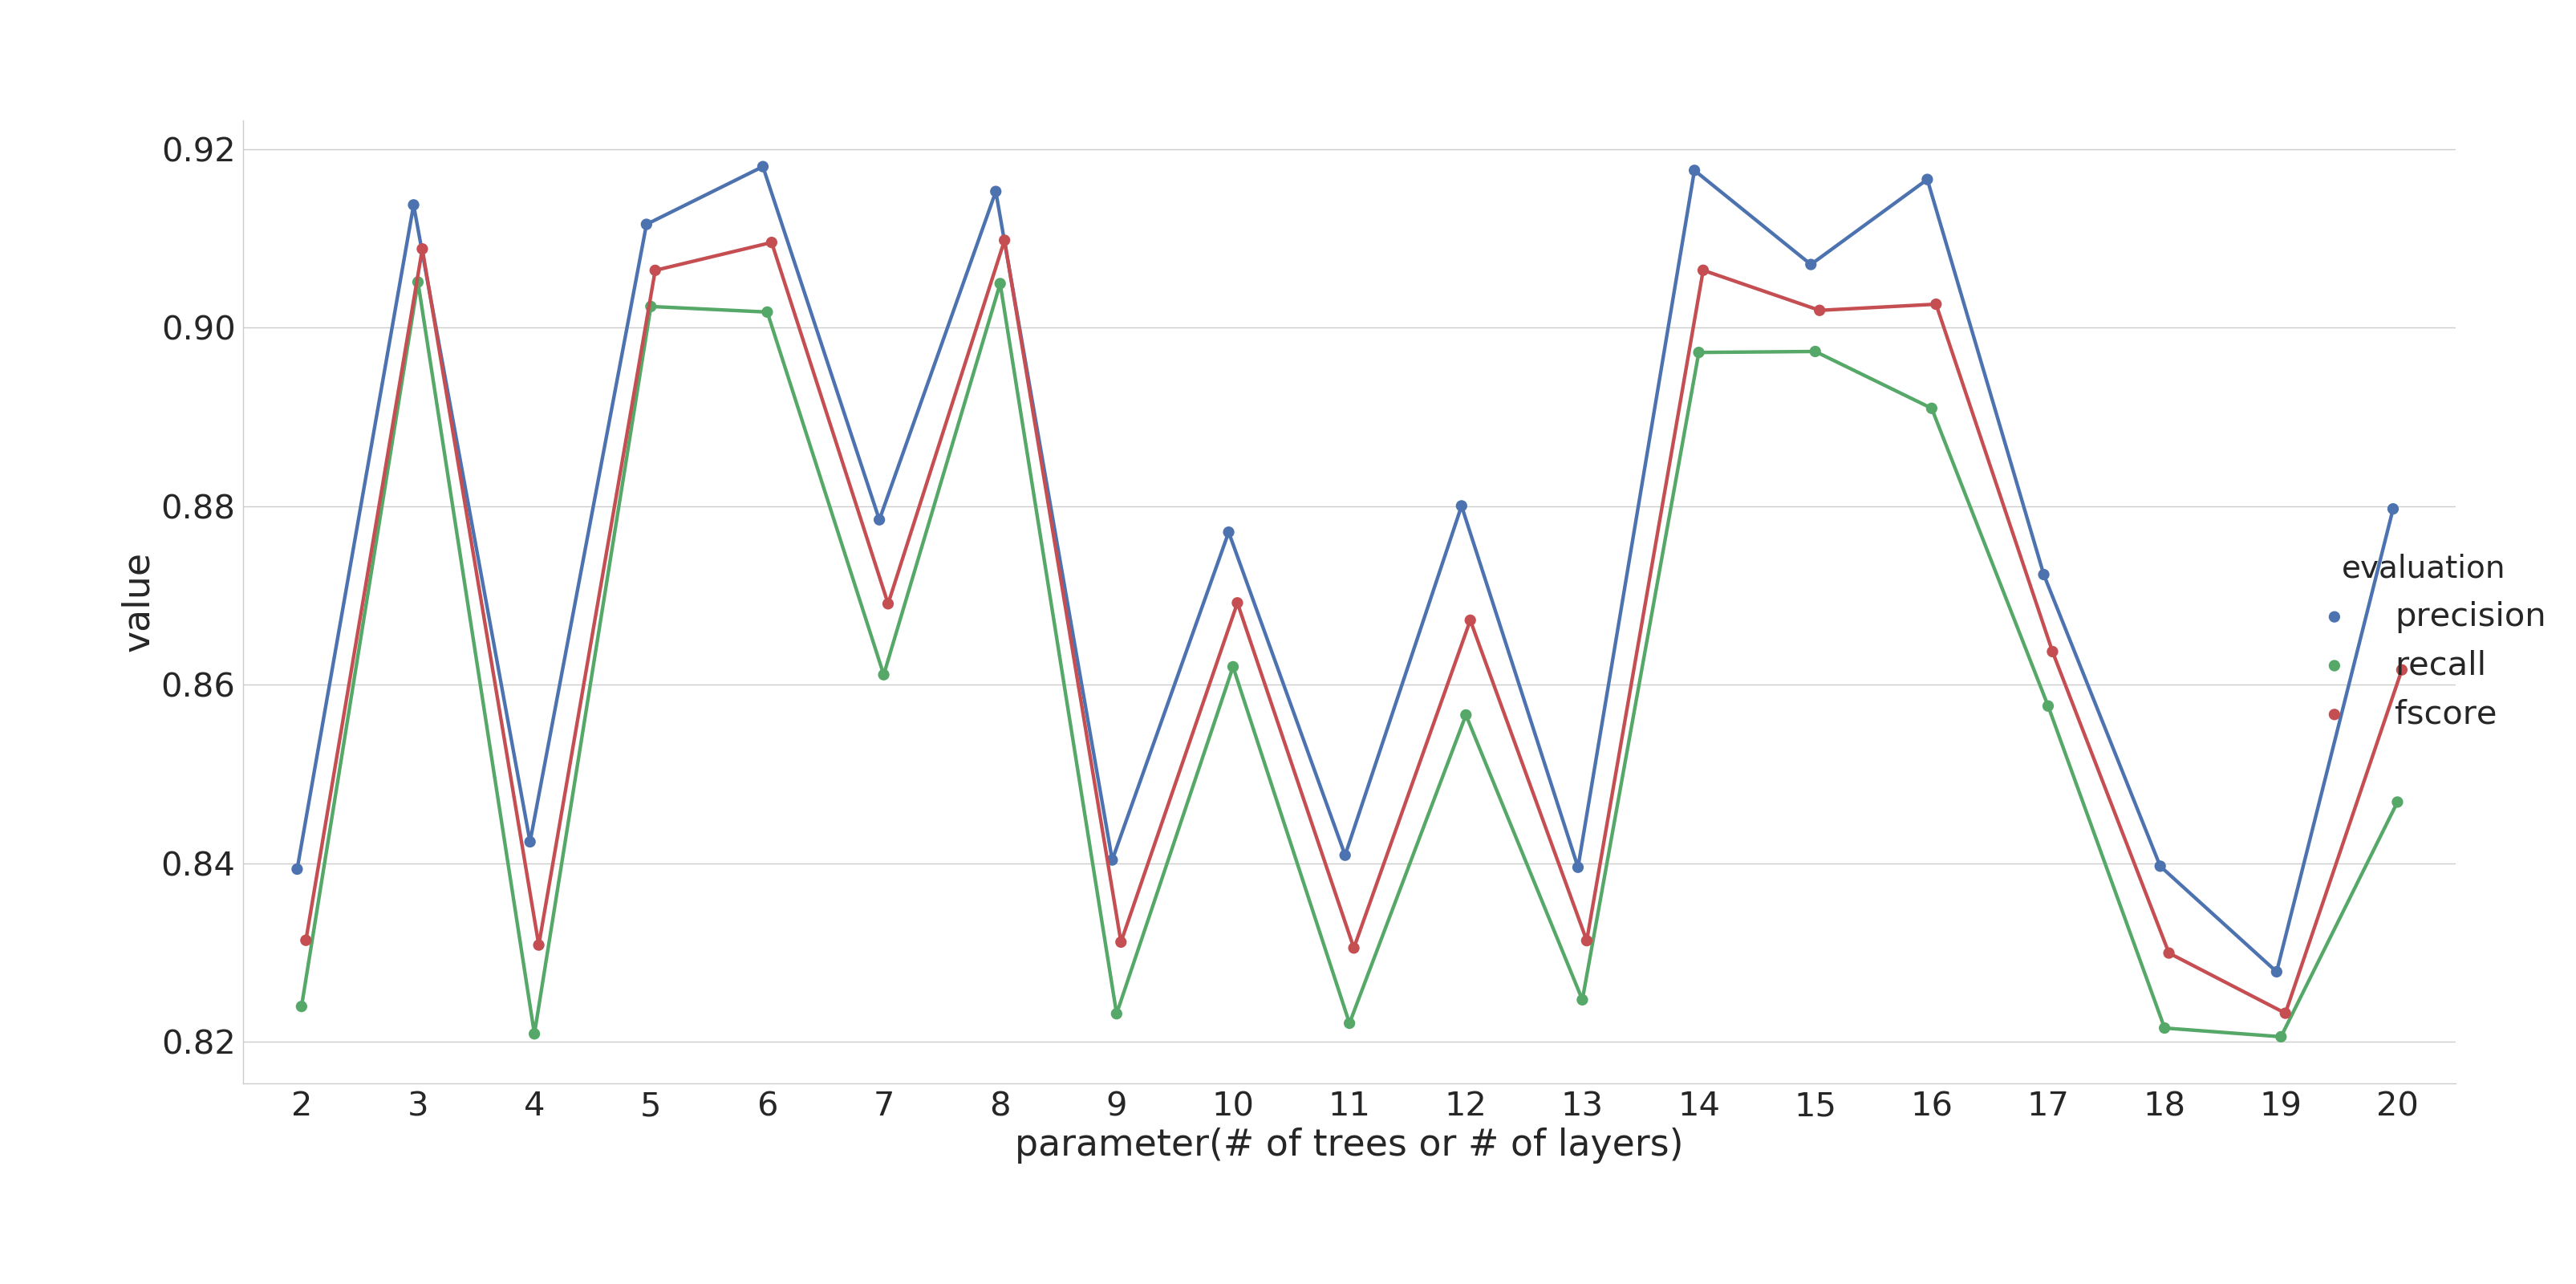 0.92
0.90
0.88
0.86
0.84
0.82
value
2 3 4 5 6 7 8 9 10 11 12 13 14 15 16 17 18 19 20
parameter(# of trees or # of layers)
evaluation
precision
recall
fscore